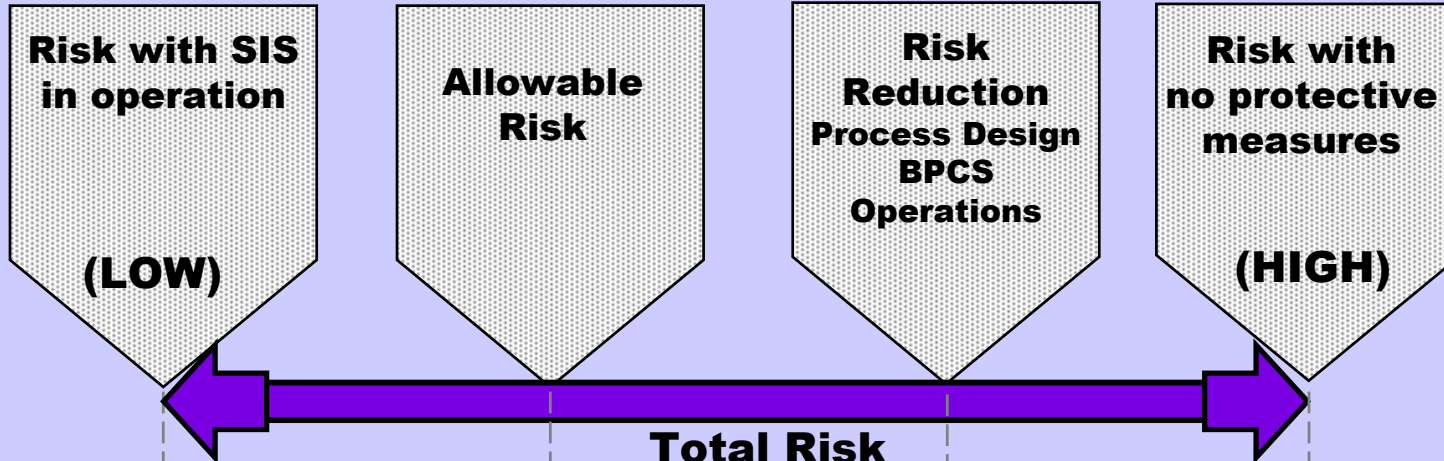 Risk with SIS
in operation
(LOW)
Allowable
Risk
Risk
Reduction
Process Design
BPCS
Operations
Risk with
no protective
measures
(HIGH)
Total Risk